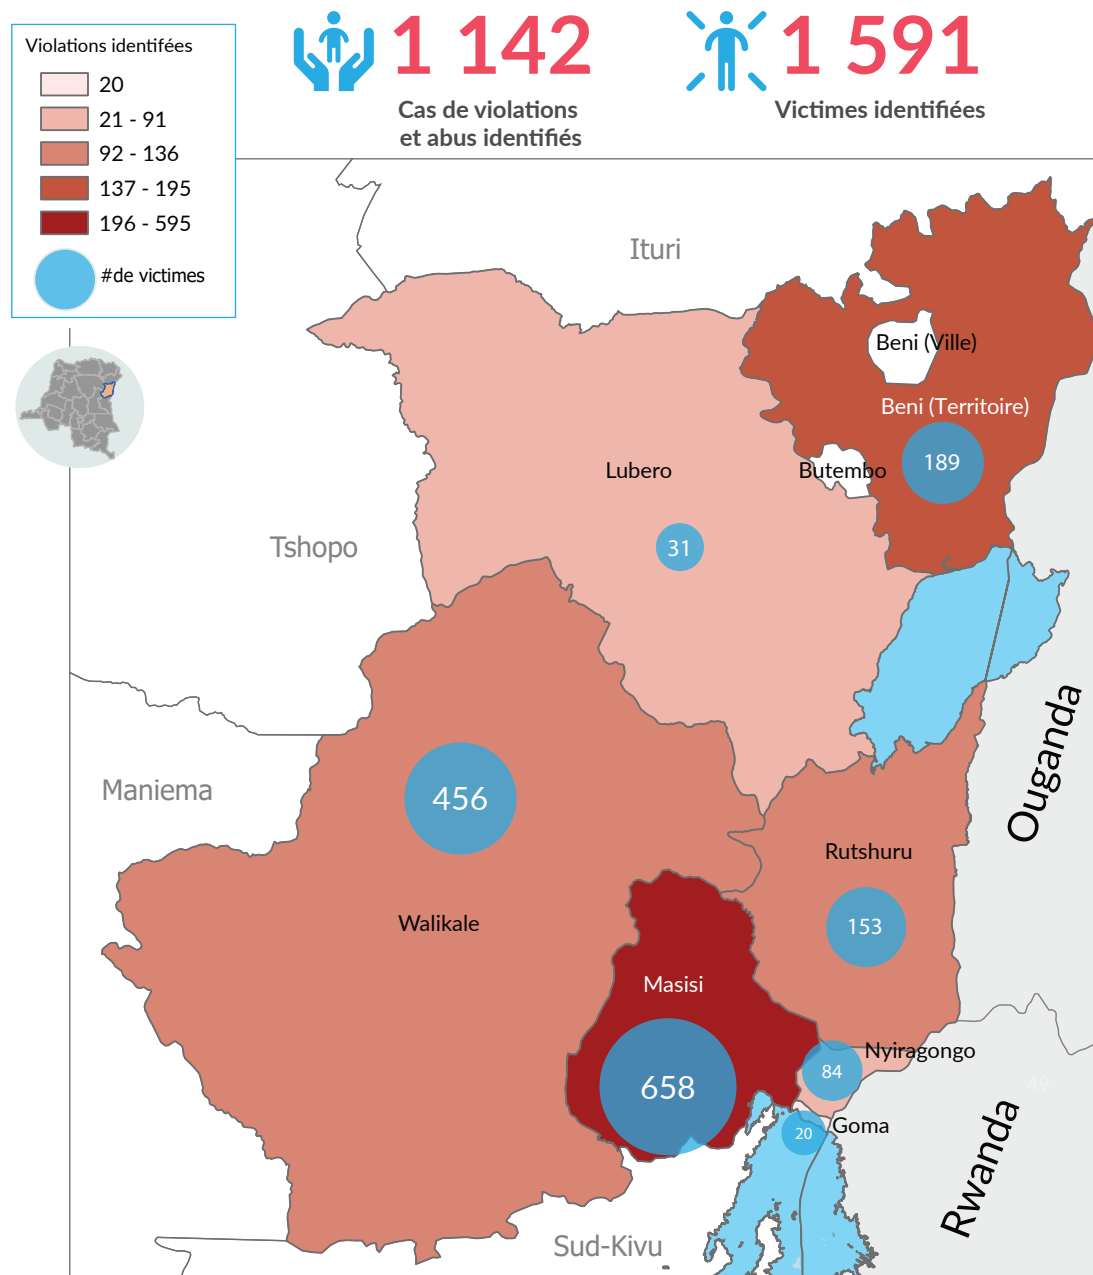 Violations identifées
20
21 - 91
92 - 136
137 - 195
196 - 595
#de victimes
1 142
Cas de violations
et abus identifiés
1 591
Victimes identifiées
Ituri
Beni (Ville)
Beni (Territoire)
189
Lubero
Butembo
31
Tshopo
Ouganda
Maniema
456
Rutshuru
Walikale
153
Masisi
Nyiragongo
84
658
49
Goma
20
Rwanda
Sud-Kivu